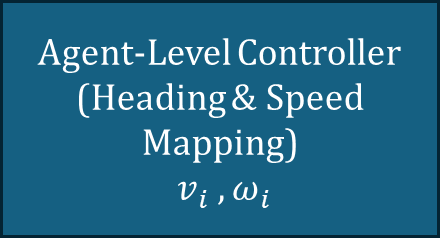 Agent-Level Controller
(Heading & Speed
Mapping)
𝑣ᵢ , 𝜔ᵢ